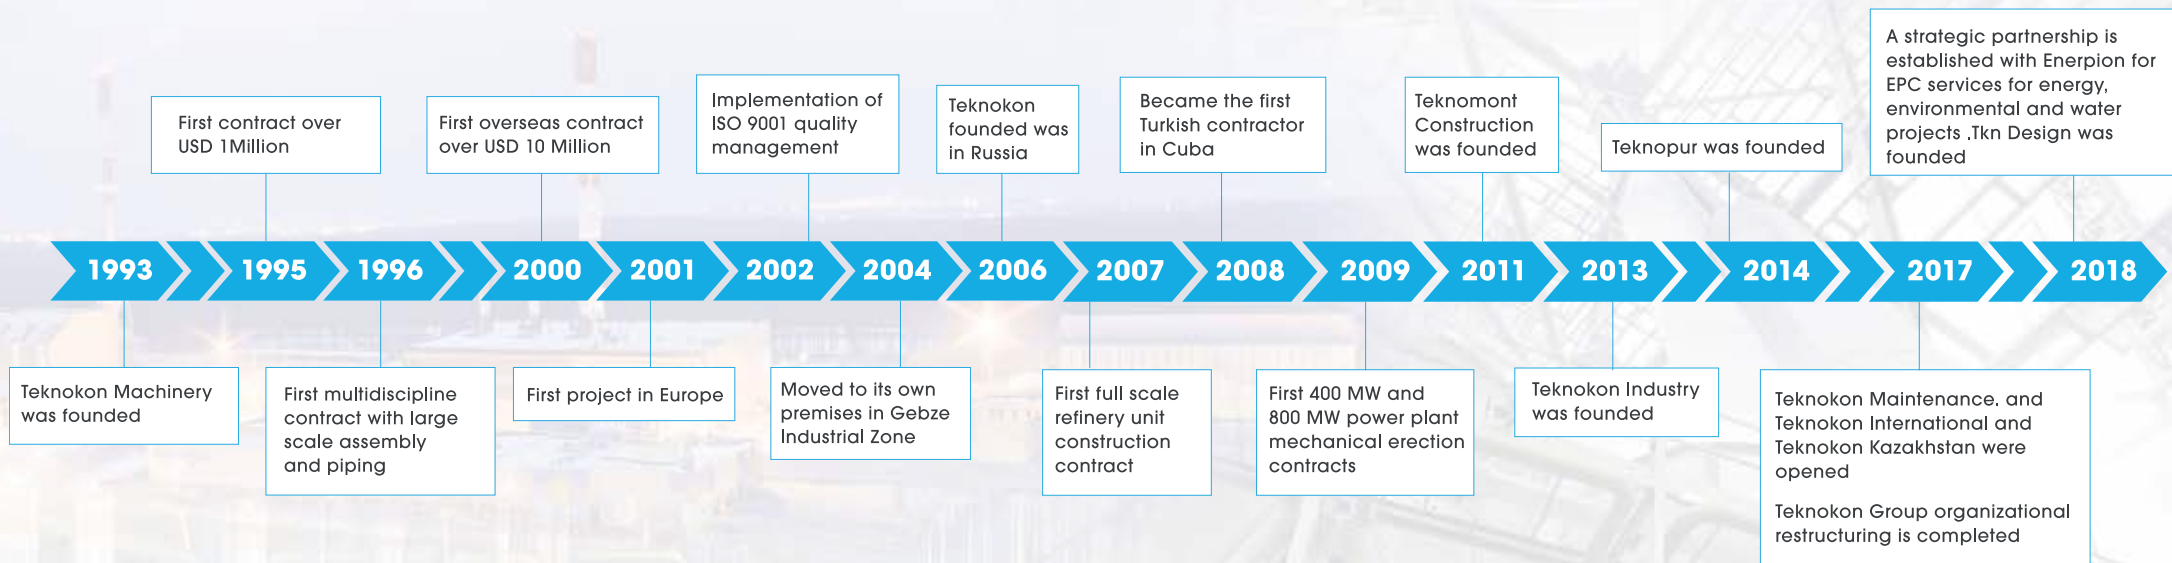 First contract over
USD 1Million
First overseas contract
over USD 10 Million
Implementation of
ISO 9001 quality
management
Teknokon
founded was
in Russia
Became the first
Turkish contractor
in Cuba
Teknomont
Construction
was founded
Teknopur was founded
A strategic partnership is
established with Enerpion for
EPC services for energy,
environmental and water
projects .Tkn Design was
founded
1993
1995
1996
2000
2001
2002
2004
2006
2007
2008
2009
2011
2013
2014
2017
2018
Teknokon Machinery
was founded
First multidiscipline
contract with large
scale assembly
and piping
First project in Europe
Moved to its own
premises in Gebze
Industrial Zone
First full scale
refinery unit
construction
contract
First 400 MW and
800 MW power plant
mechanical erection
contracts
Teknokon Industry
was founded
Teknokon Maintenance. and
Teknokon International and
Teknokon Kazakhstan were
opened
Teknokon Group organizational
restructuring is completed